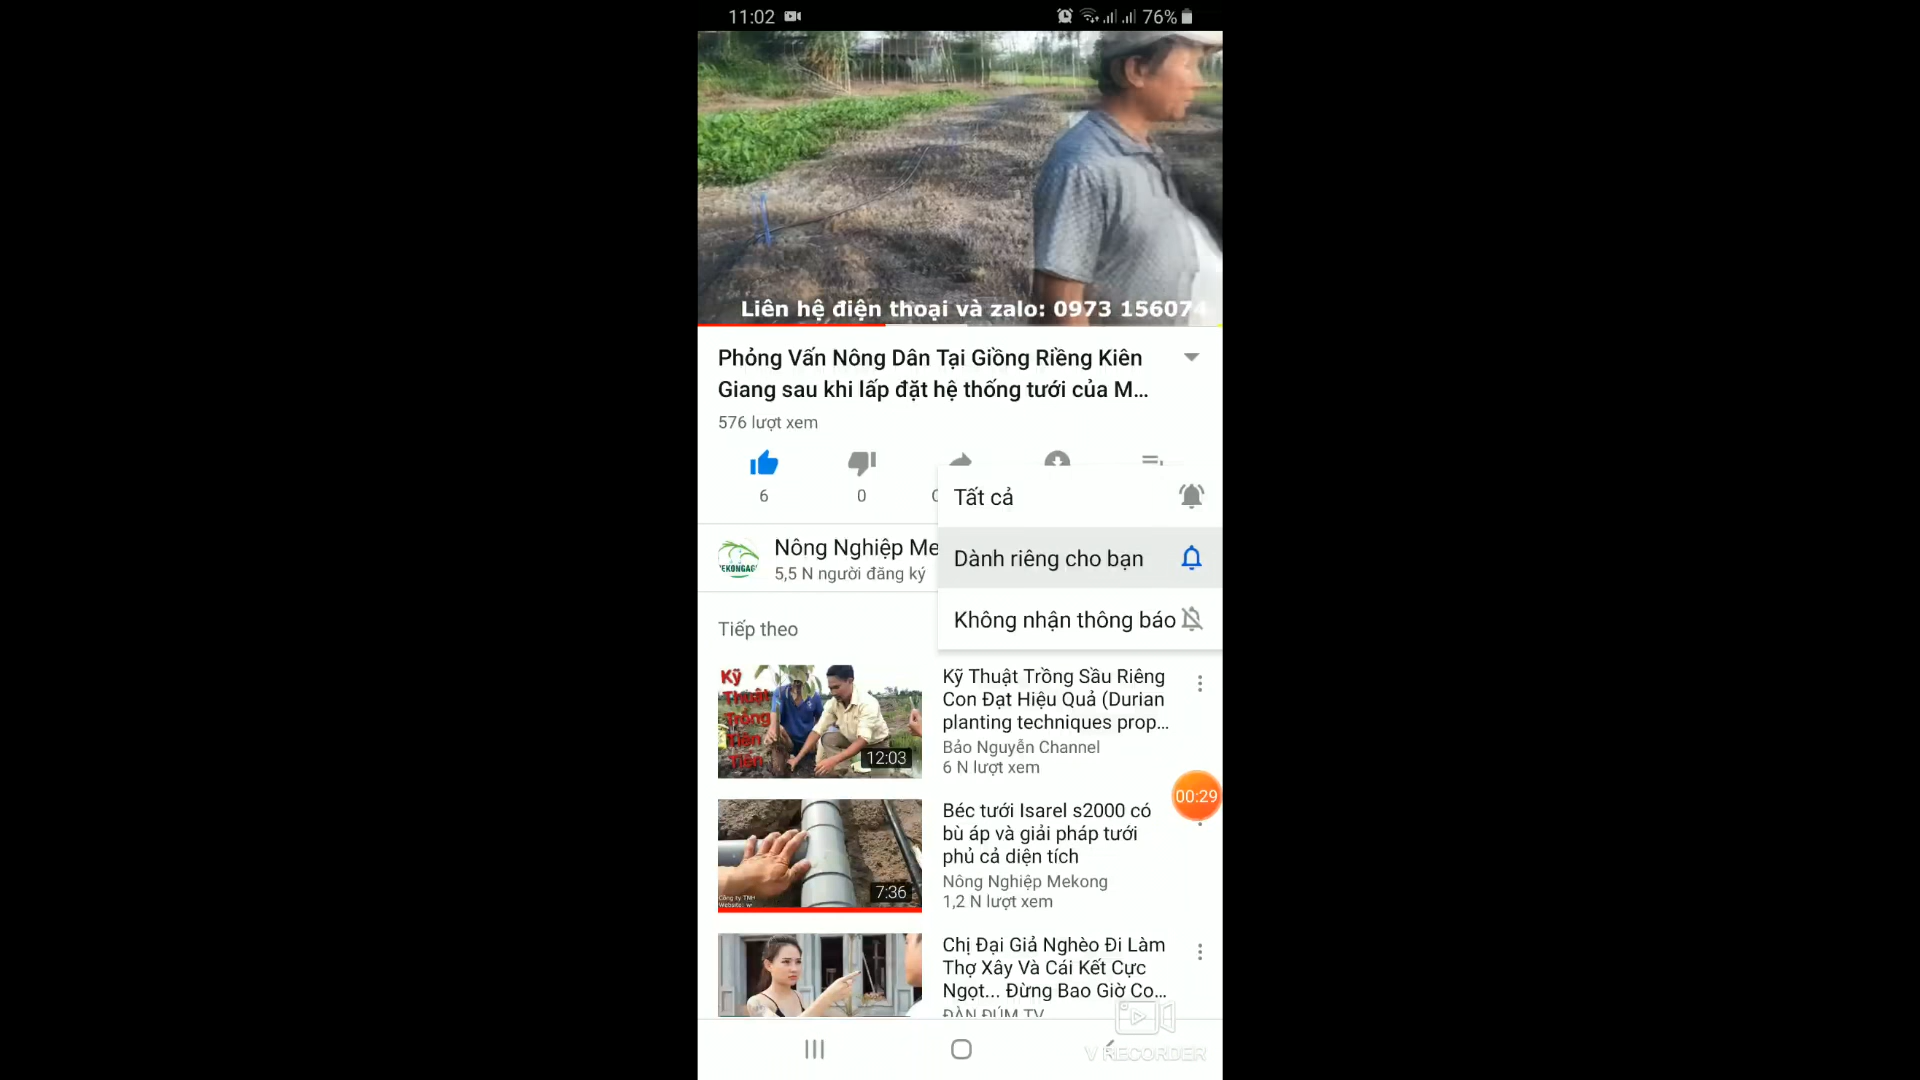 11:02
76%
Liên hệ điện thoại và zalo: 0973 156074
Phỏng Vấn Nông Dân Tại Giồng Riềng Kiên
Giang sau khi lấp đặt hệ thống tưới của M...
576 lượt xem
6
0
Tất cả
Nông Nghiệp Me
5,5 N người đăng ký
Dành riêng cho bạn
Không nhận thông báo
Tiếp theo
Kỹ
Thuật
Trồng
Tiên
Tiến
12:03
Kỹ Thuật Trồng Sầu Riêng
Con Đạt Hiệu Quả (Durian
planting techniques prop...
Bảo Nguyễn Channel
6 N lượt xem
00:29
7:36
Béc tưới Isarel s2000 có
bù áp và giải pháp tưới
phủ cả diện tích
Nông Nghiệp Mekong
1,2 N lượt xem
Chị Đại Giả Nghèo Đi Làm
Thợ Xây Và Cái Kết Cực
Ngọt... Đừng Bao Giờ Co...
ĐÀN ĐÚM TV
V RECORDER